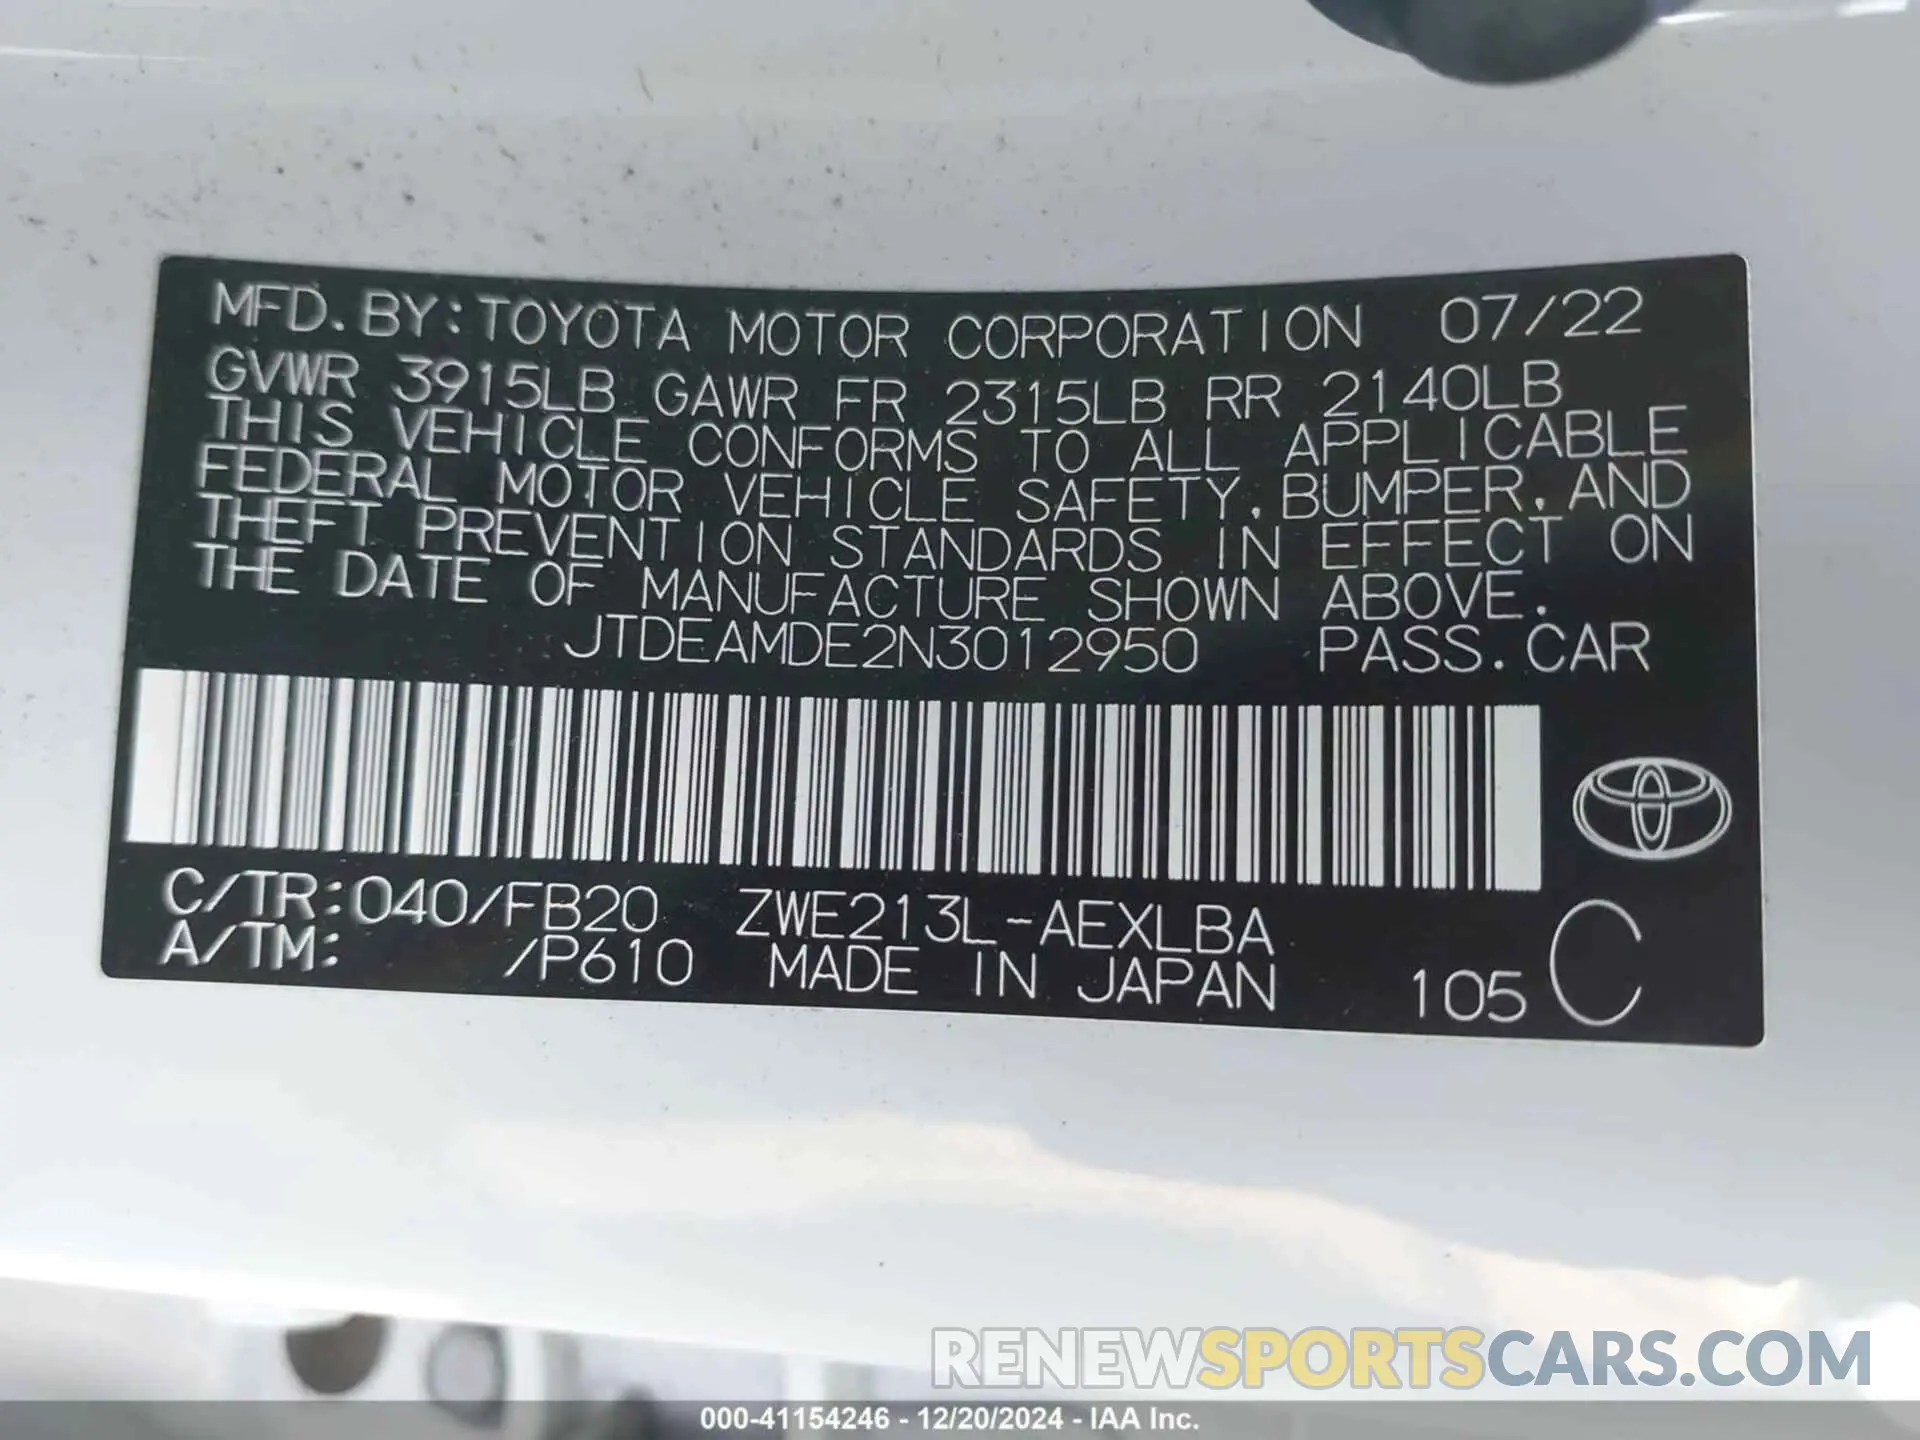 MFD. BY: TOYOTA MOTOR CORPORATION 07/22
GVWR 3915LB GAWR FR 2315LB RR 2140LB
THIS VEHICLE CONFORMS TO ALL APPLICABLE
FEDERAL MOTOR VEHICLE SAFETY, BUMPER, AND
THEFT PREVENTION STANDARDS IN EFFECT ON
THE DATE OF MANUFACTURE SHOWN ABOVE.
JTDEAMDE2N3012950 PASS. CAR
C/TR: 040/FB20 ZWE213L-AEXLBA
A/TM: /P610 MADE IN JAPAN 105 C
RENEWSPORTSCARS.COM
000-41154246 - 12/20/2024 - IAA Inc.